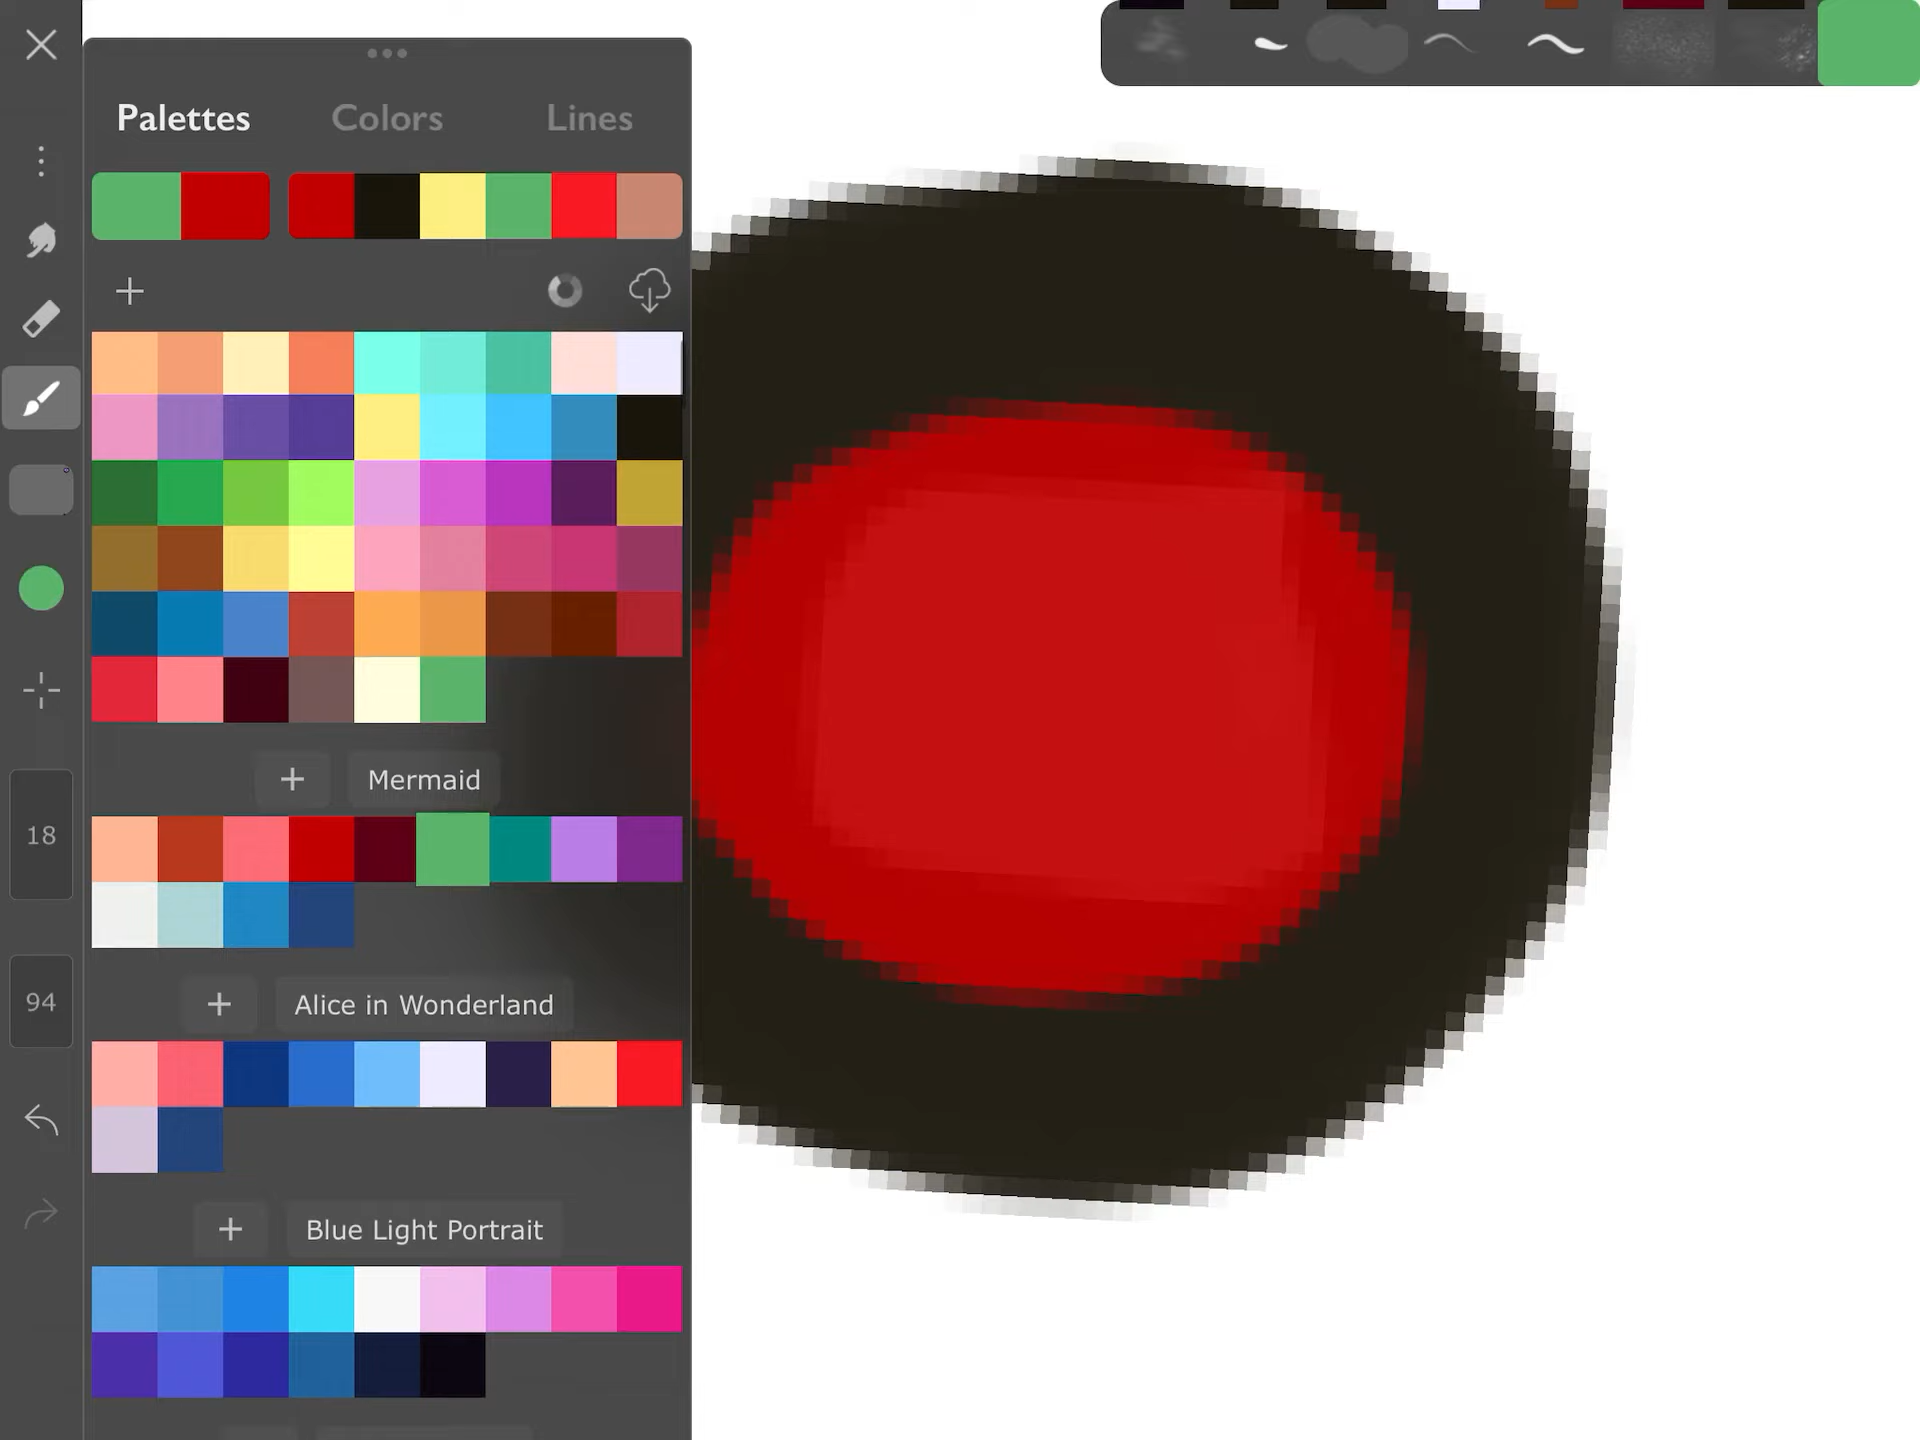 Palettes Colors Lines
Mermaid
18
94
Alice in Wonderland
Blue Light Portrait